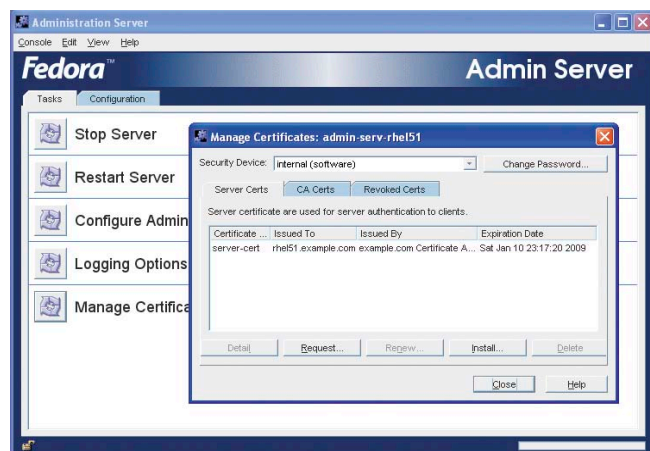 Administration Server
Console Edit View Help
Fedora™
Admin Server
Tasks Configuration
Stop Server
Restart Server
Configure Admin
Logging Options
Manage Certifica
Manage Certificates: admin-serv-rhel51
Security Device: internal (software) Change Password...
Server Certs CA Certs Revoked Certs
Server certificate are used for server authentication to clients.
Certificate ... Issued To Issued By Expiration Date
server-cert rhel51.example.com example.com Certificate A... Sat Jan 10 23:17:20 2009
Detail Request... Renew... Install... Delete
Close Help